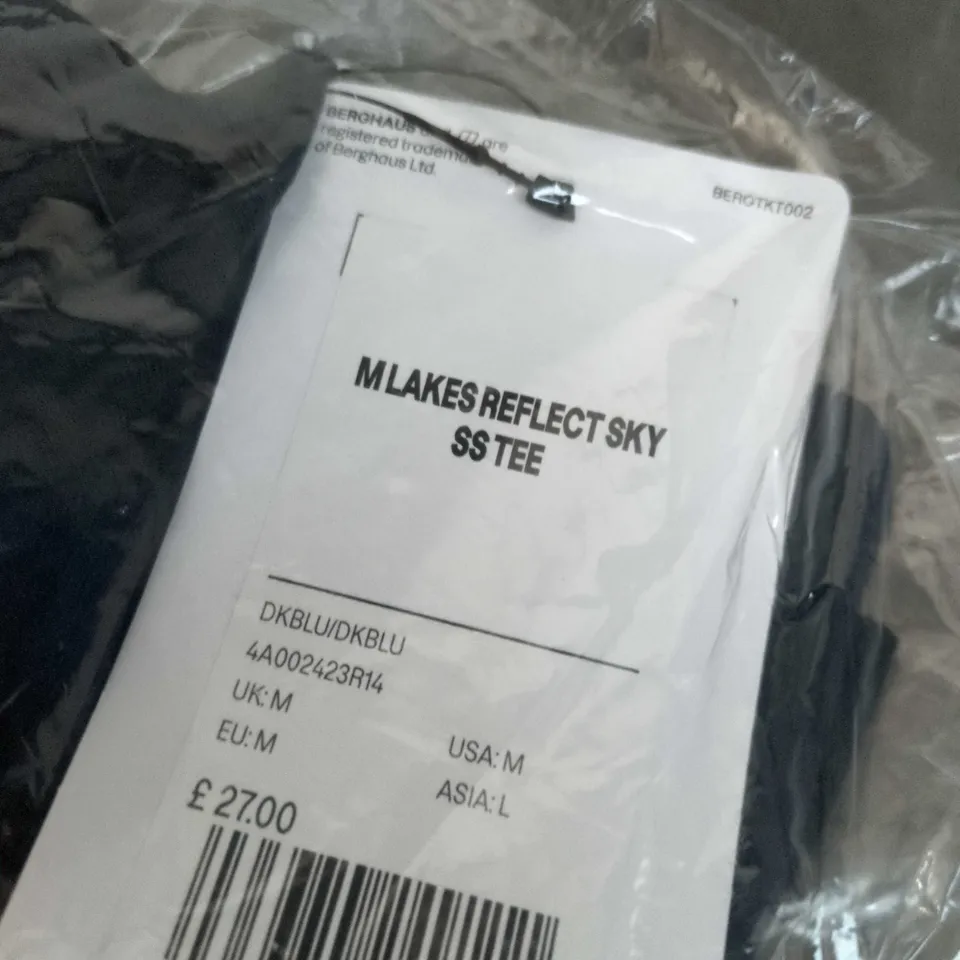 BERGHAUS are
registered
of Berghaus Ltd.
BERGTKT002
M LAKES REFLECT SKY
SS TEE
DKBLU/DKBLU
4A002423R14
UK: M
EU: M
USA: M
ASIA: L
£ 27.00